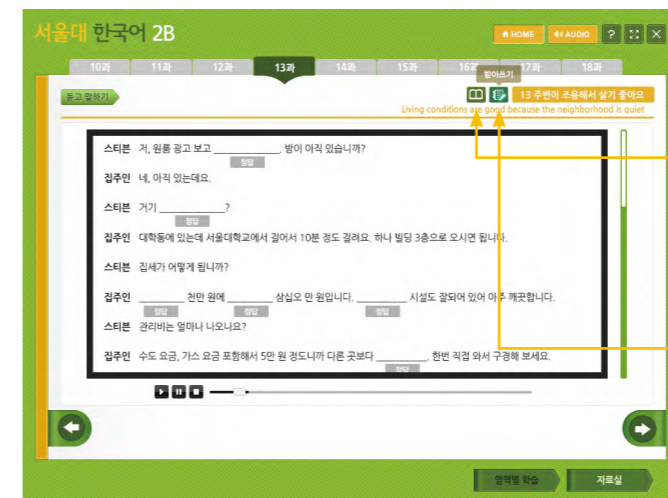 서울대 한국어 2B
HOME AUDIO ? X
10과 11과 12과 13과 14과 15과 16과 17과 18과
받아쓰기
듣고 말하기
13 주변이 조용해서 살기 좋아요
Living conditions are good because the neighborhood is quiet
스티븐 저, 원룸 광고 보고 ____________. 방이 아직 있습니까?
정답
집주인 네, 아직 있는데요.
스티븐 거기 ____________?
정답
집주인 대학동에 있는데 서울대학교에서 걸어서 10분 정도 걸려요. 하나 빌딩 3층으로 오시면 됩니다.
스티븐 집세가 어떻게 됩니까?
집주인 ________ 천만 원에 ________ 삼십오 만 원입니다. ________ 시설도 잘되어 있어 아주 깨끗합니다.
정답 정답 정답
스티븐 관리비는 얼마나 나오나요?
집주인 수도 요금, 가스 요금 포함해서 5만 원 정도니까 다른 곳보다 _________. 한번 직접 와서 구경해 보세요.
정답
영역별 학습 자료실